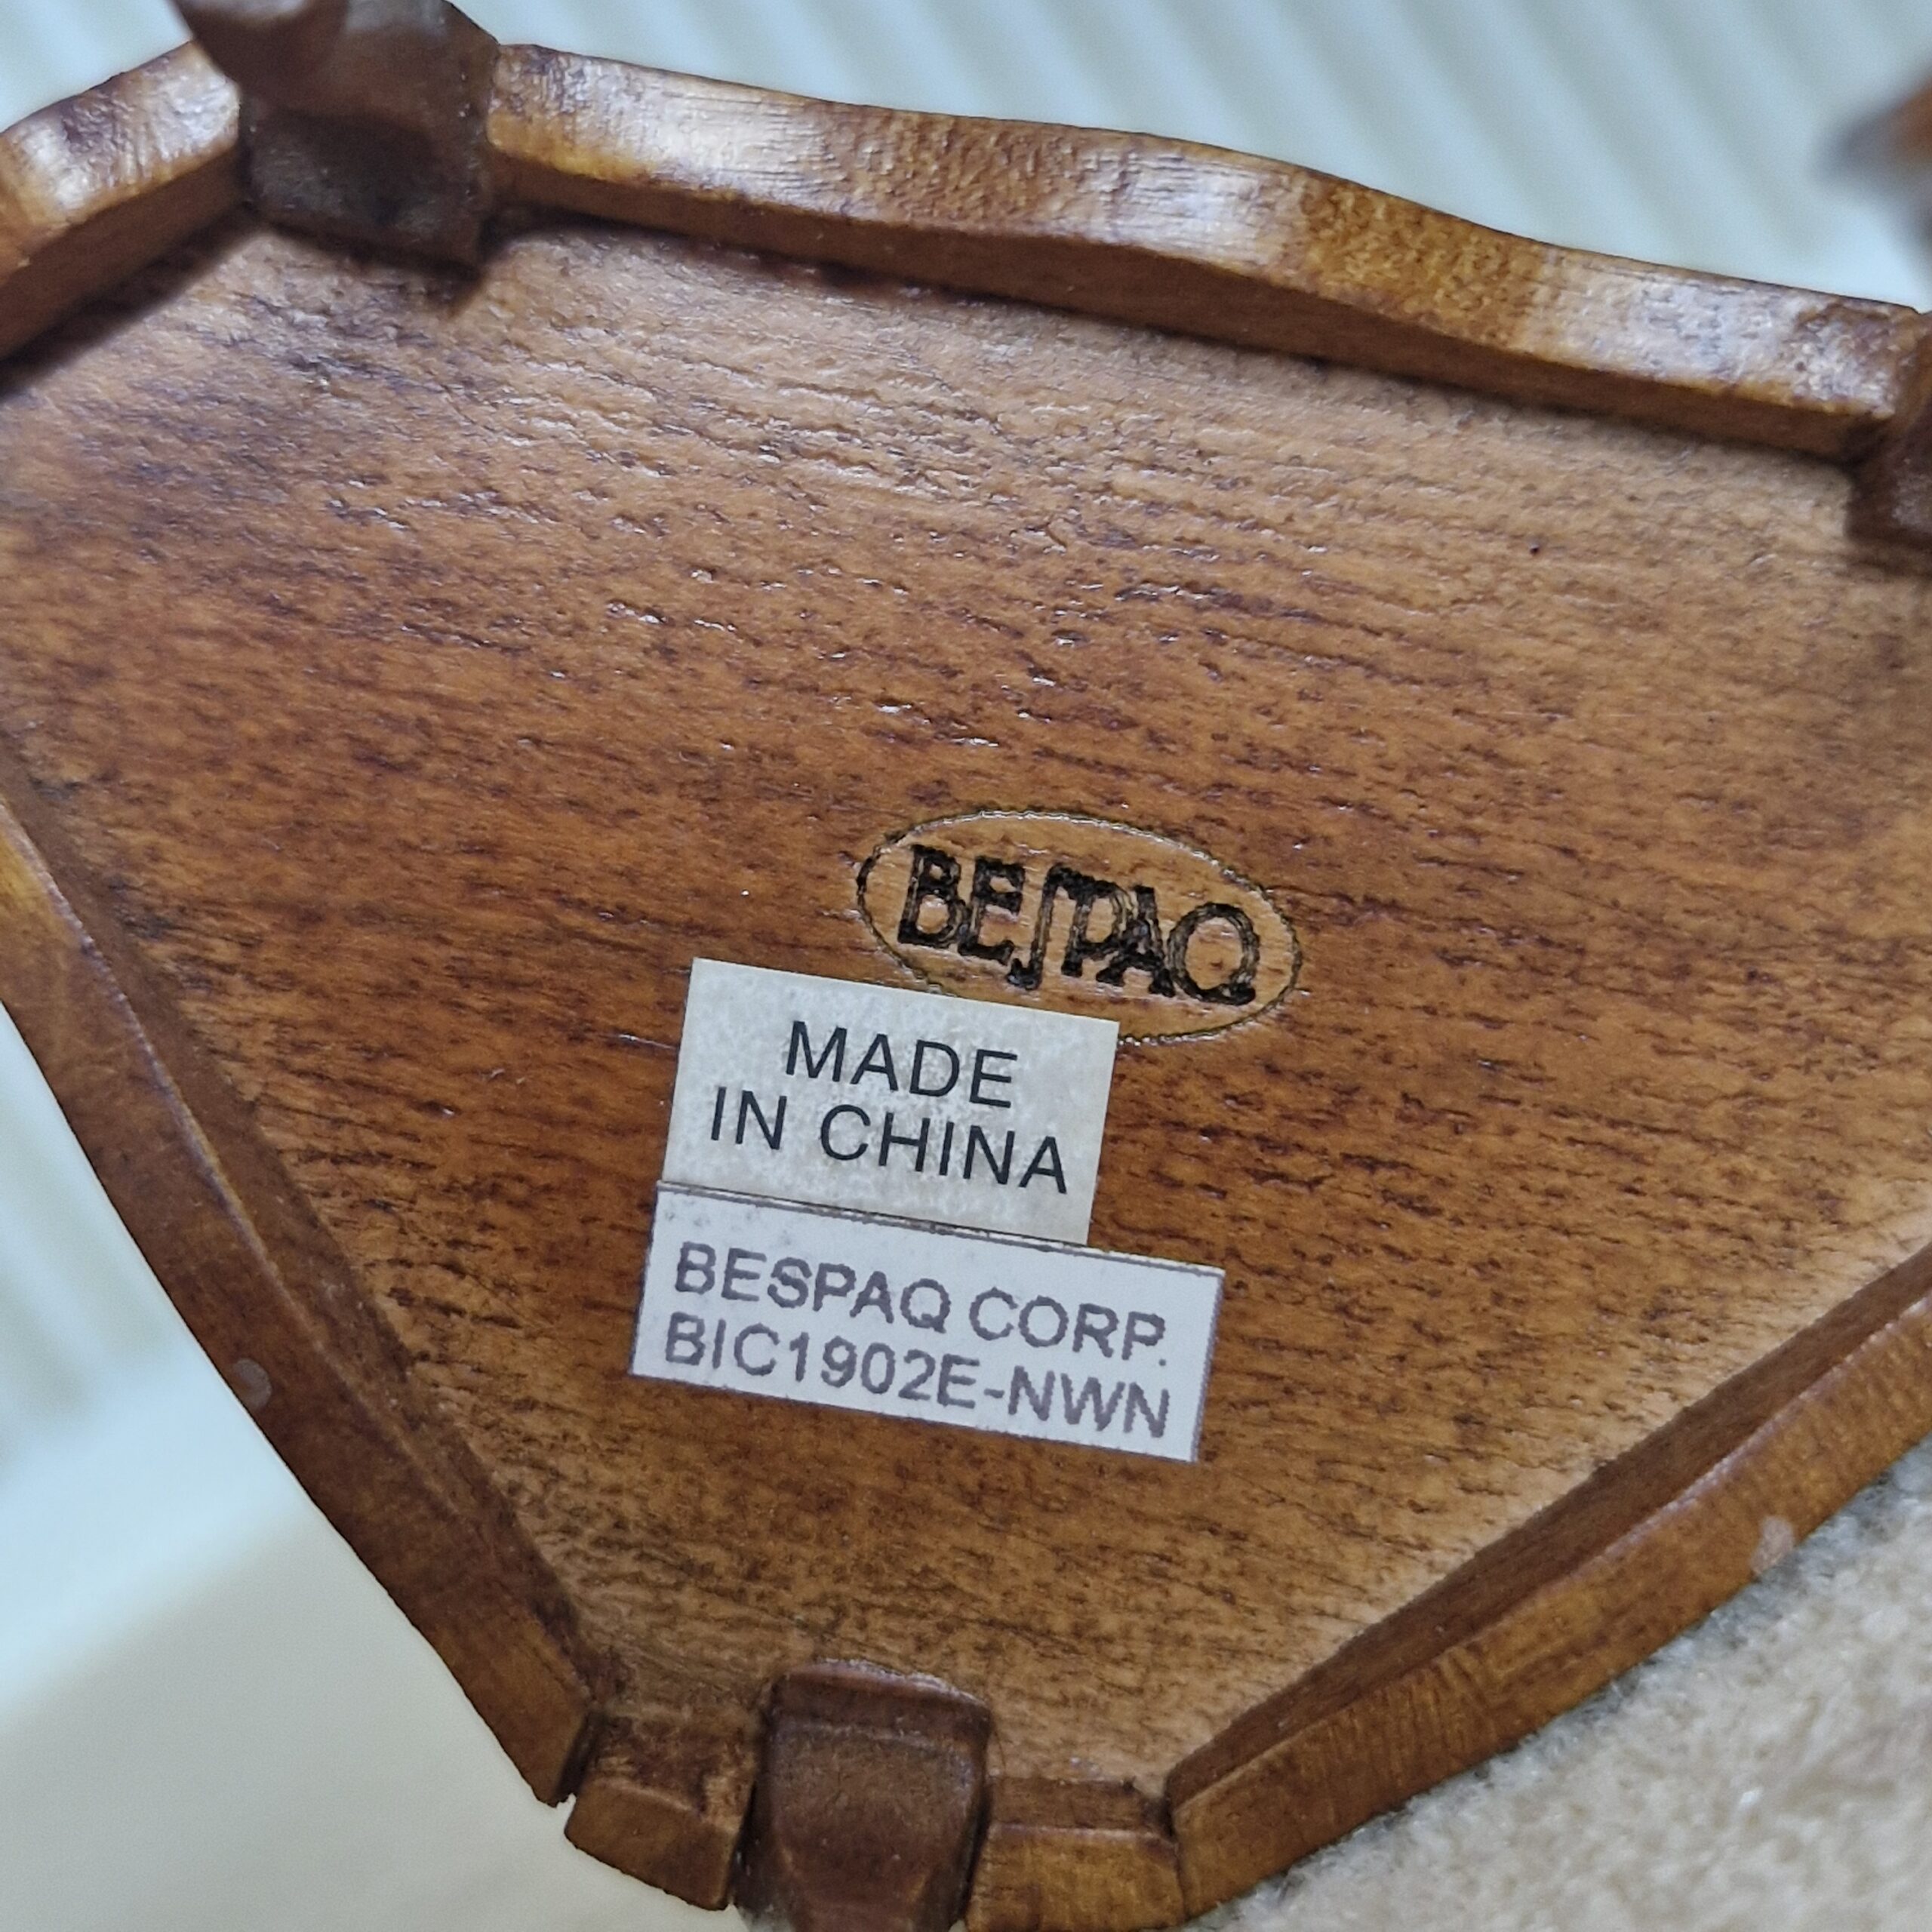 BESPAQ
MADE
IN CHINA
BESPAQ CORP.
BIC1902E-NWN